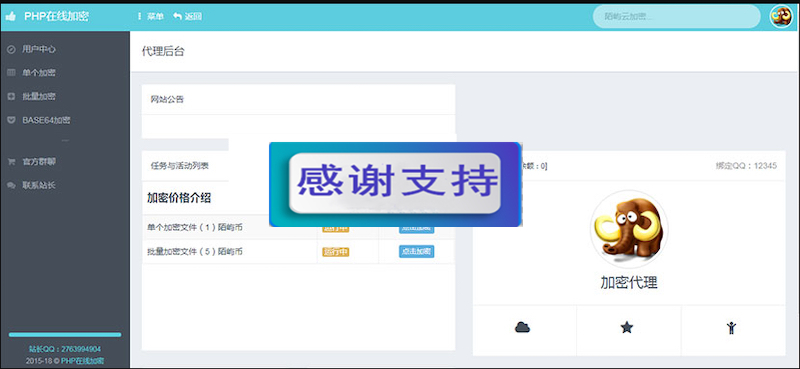 PHP在线加密
菜单
返回
陌屿云加密...
用户中心
单个加密
批量加密
BASE64加密
官方群聊
联系站长
站长QQ：2763994904
2015-18 © PHP在线加密
代理后台
网站公告
任务与活动列表
加密价格介绍
单个加密文件（1）陌屿币
运行中
点击加密
批量加密文件（5）陌屿币
运行中
点击加密
感谢支持
：0]
绑定QQ：12345
加密代理